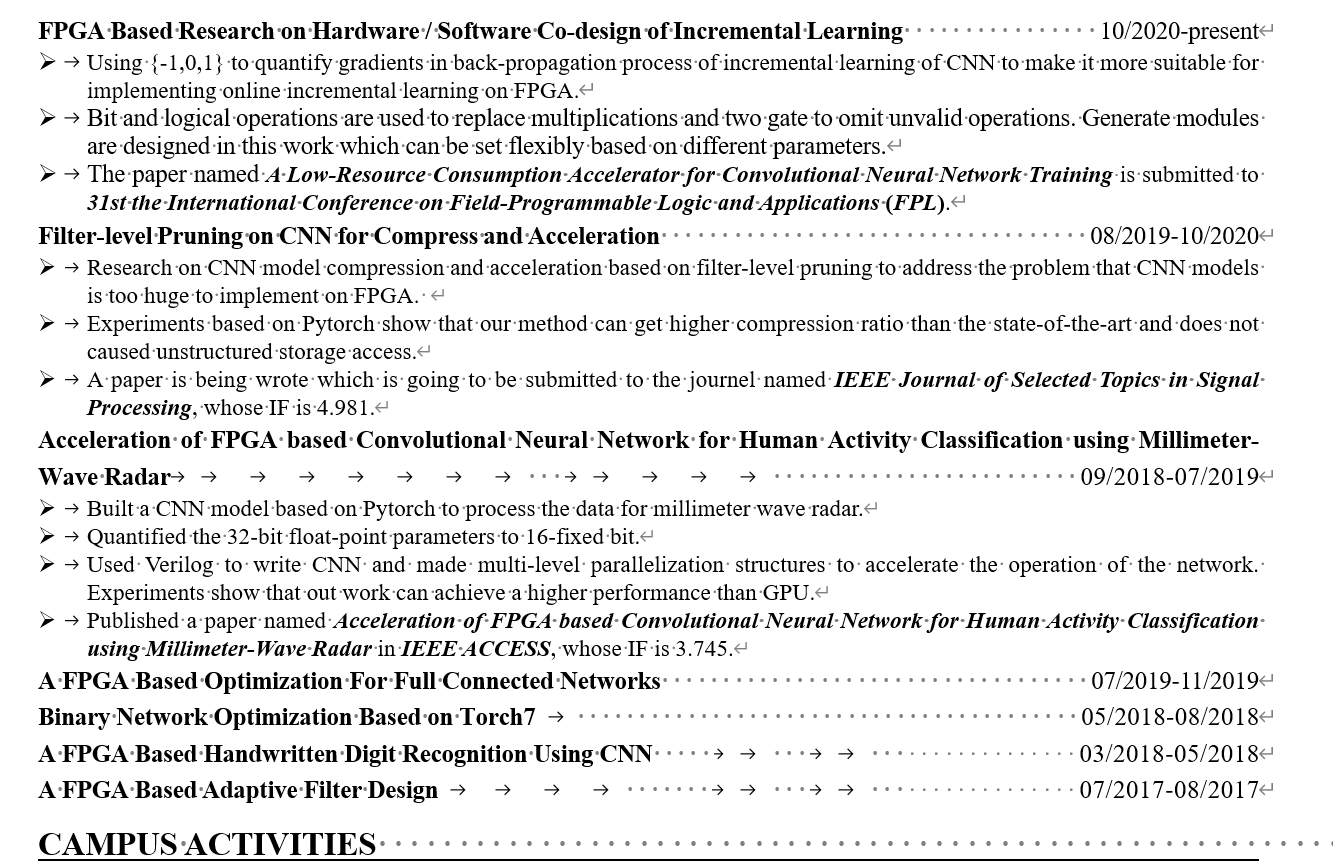 FPGA Based Research on Hardware / Software Co-design of Incremental Learning 10/2020-present
Using {-1,0,1} to quantify gradients in back-propagation process of incremental learning of CNN to make it more suitable for
implementing online incremental learning on FPGA.
Bit and logical operations are used to replace multiplications and two gate to omit unvalid operations. Generate modules
are designed in this work which can be set flexibly based on different parameters.
The paper named A Low-Resource Consumption Accelerator for Convolutional Neural Network Training is submitted to
31st the International Conference on Field-Programmable Logic and Applications (FPL).
Filter-level Pruning on CNN for Compress and Acceleration 08/2019-10/2020
Research on CNN model compression and acceleration based on filter-level pruning to address the problem that CNN models
is too huge to implement on FPGA.
Experiments based on Pytorch show that our method can get higher compression ratio than the state-of-the-art and does not
caused unstructured storage access.
A paper is being wrote which is going to be submitted to the journel named IEEE Journal of Selected Topics in Signal
Processing, whose IF is 4.981.
Acceleration of FPGA based Convolutional Neural Network for Human Activity Classification using Millimeter-
Wave Radar 09/2018-07/2019
Built a CNN model based on Pytorch to process the data for millimeter wave radar.
Quantified the 32-bit float-point parameters to 16-fixed bit.
Used Verilog to write CNN and made multi-level parallelization structures to accelerate the operation of the network.
Experiments show that out work can achieve a higher performance than GPU.
Published a paper named Acceleration of FPGA based Convolutional Neural Network for Human Activity Classification
using Millimeter-Wave Radar in IEEE ACCESS, whose IF is 3.745.
A FPGA Based Optimization For Full Connected Networks 07/2019-11/2019
Binary Network Optimization Based on Torch7 05/2018-08/2018
A FPGA Based Handwritten Digit Recognition Using CNN 03/2018-05/2018
A FPGA Based Adaptive Filter Design 07/2017-08/2017
CAMPUS ACTIVITIES